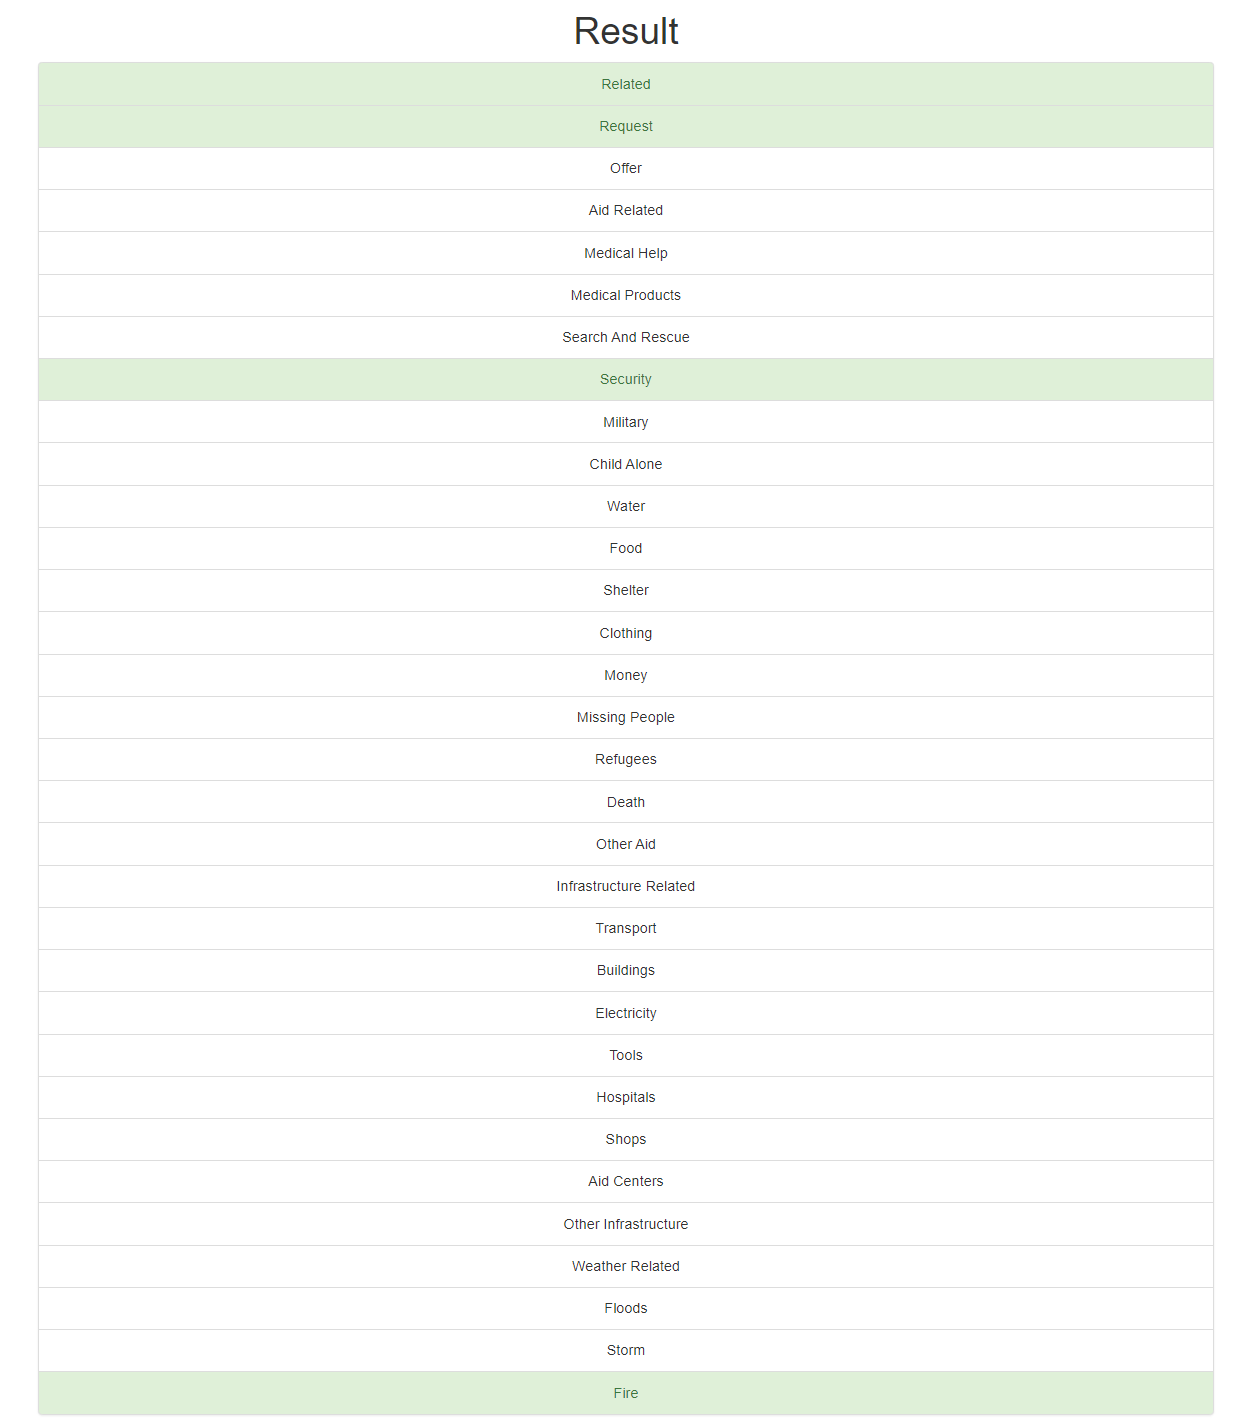 Result
Related
Request
Offer
Aid Related
Medical Help
Medical Products
Search And Rescue
Security
Military
Child Alone
Water
Food
Shelter
Clothing
Money
Missing People
Refugees
Death
Other Aid
Infrastructure Related
Transport
Buildings
Electricity
Tools
Hospitals
Shops
Aid Centers
Other Infrastructure
Weather Related
Floods
Storm
Fire